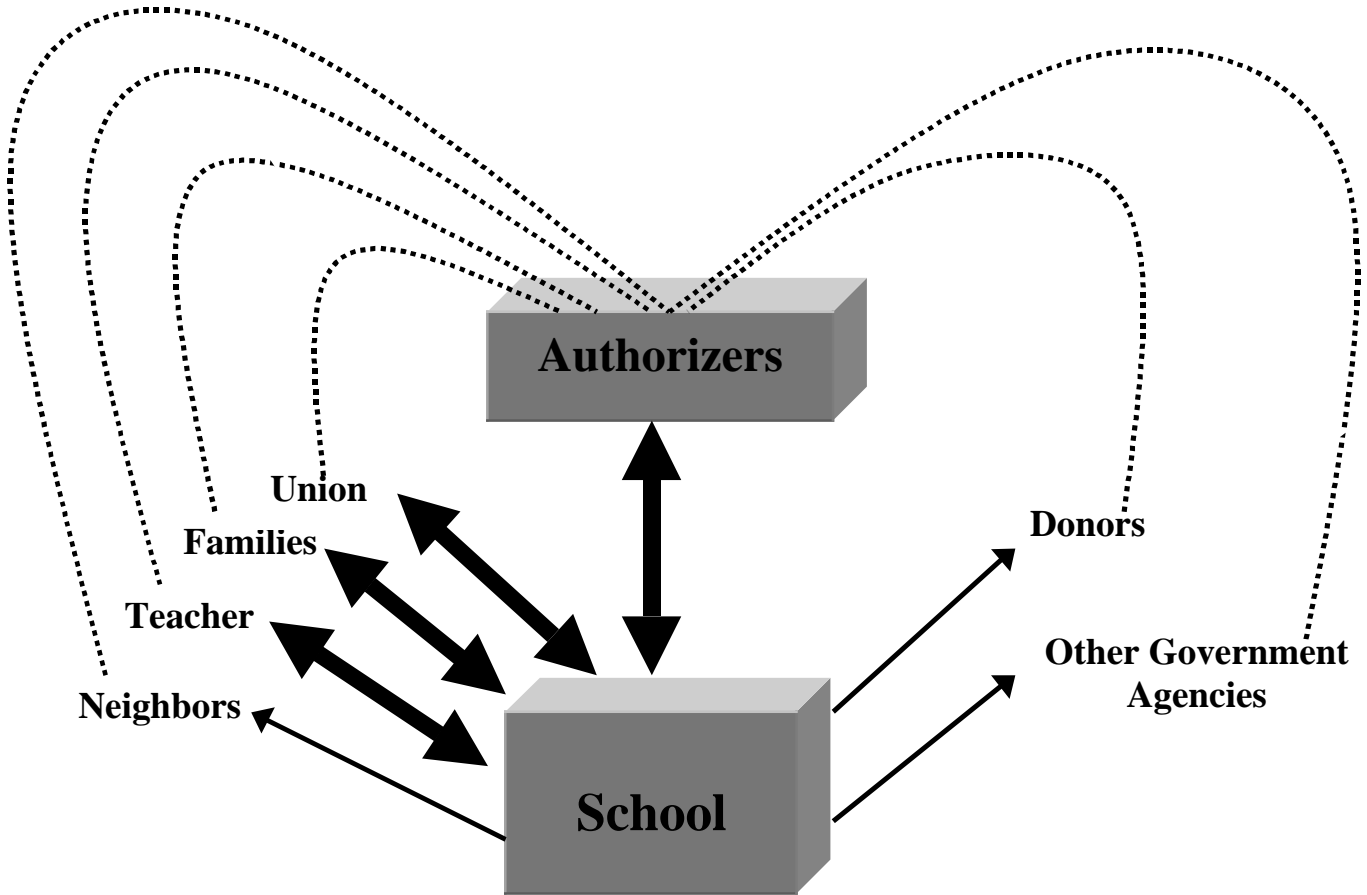 Authorizers
Union
Families
Teacher
Neighbors
Donors
Other Government
Agencies
School